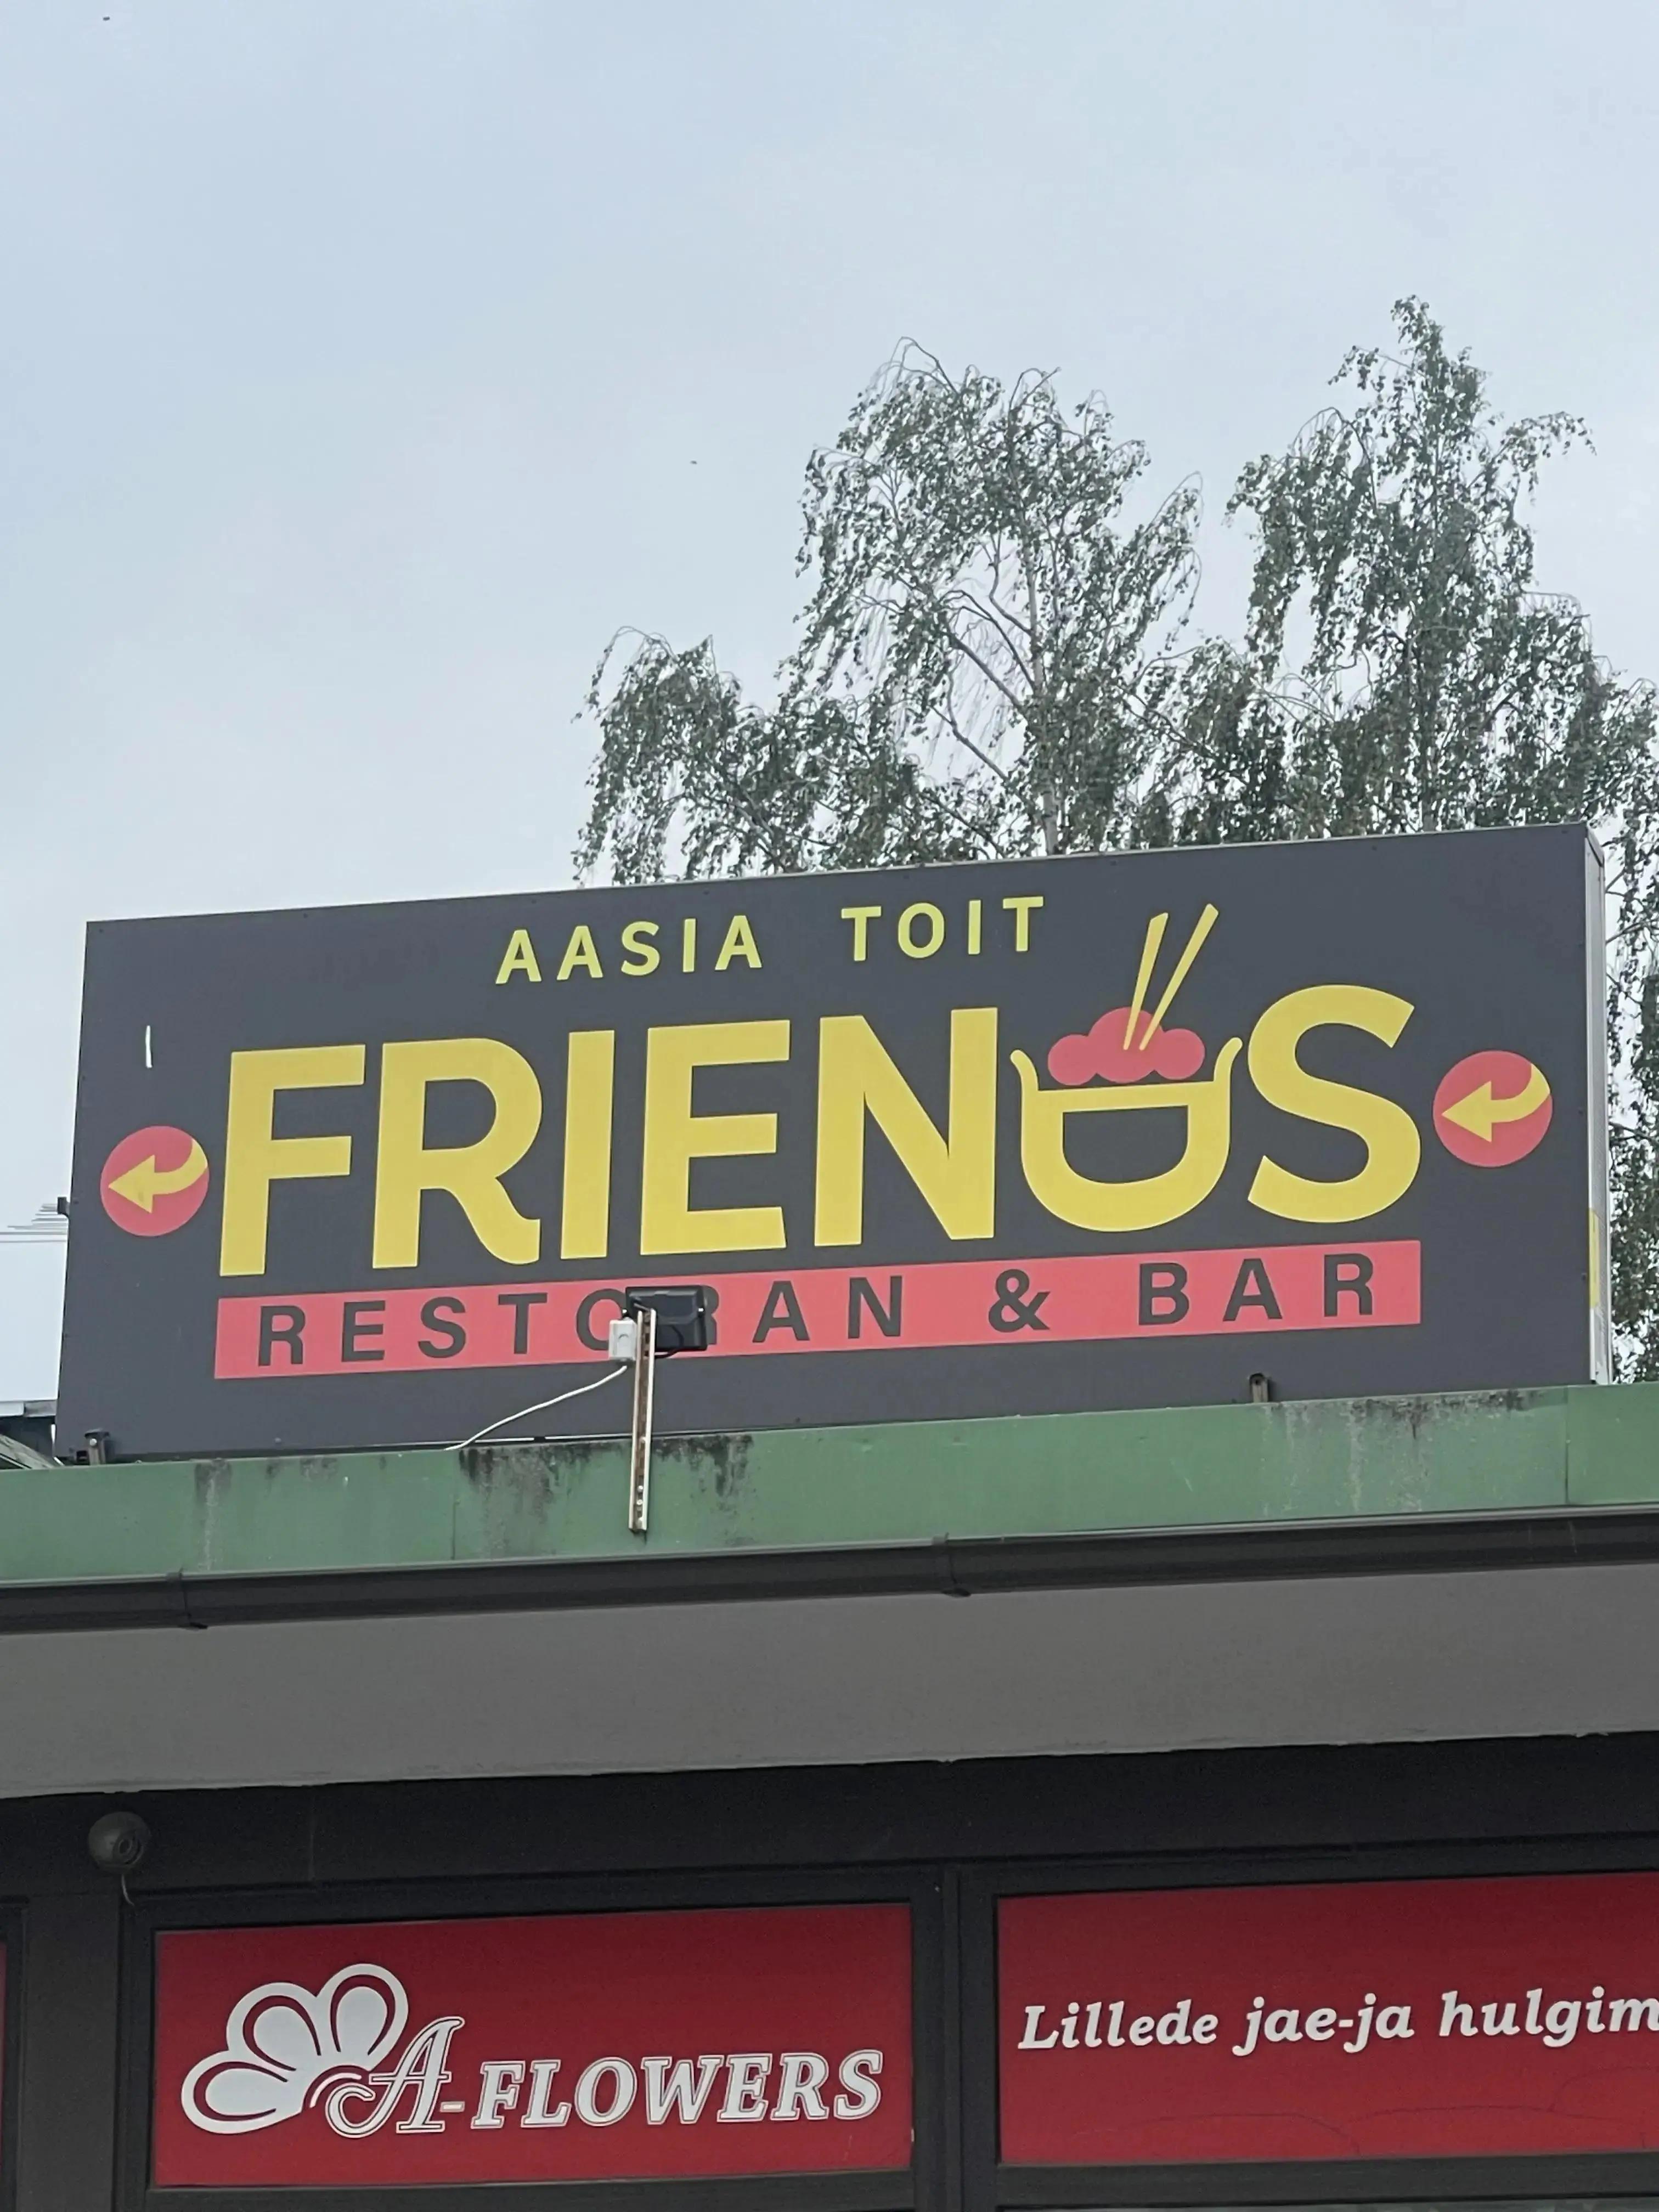 AASIA TOIT
FRIENDS
RESTORAN & BAR
A-FLOWERS
Lillede jae-ja hulgim